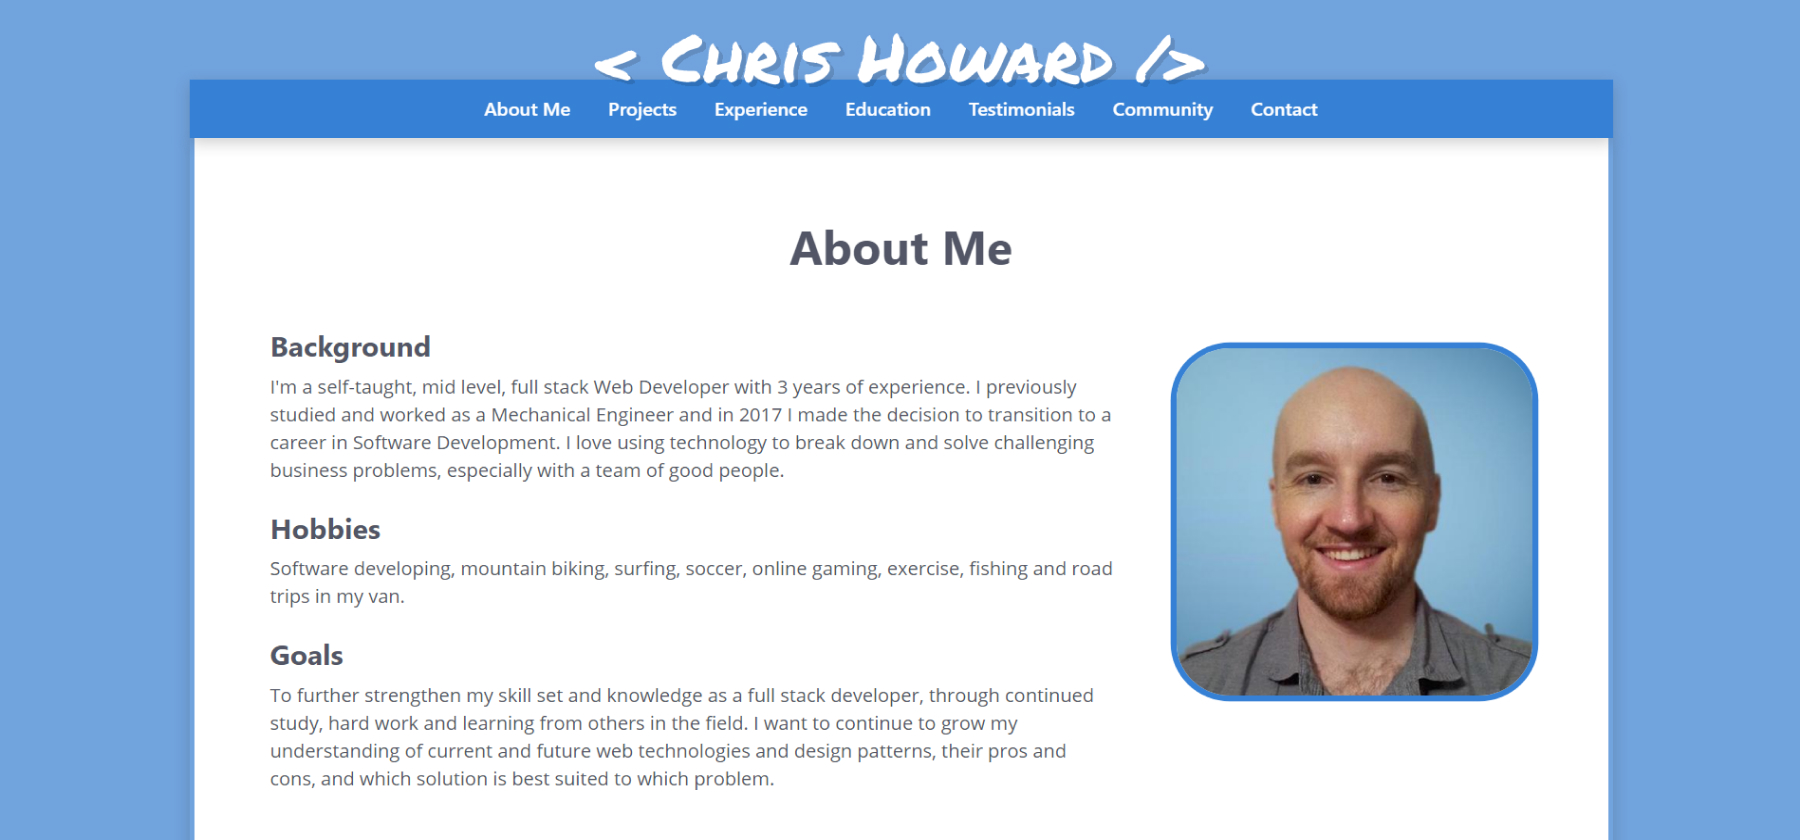 < Chris Howard />
About Me Projects Experience Education Testimonials Community Contact
About Me
Background
I'm a self-taught, mid level, full stack Web Developer with 3 years of experience. I previously
studied and worked as a Mechanical Engineer and in 2017 I made the decision to transition to a
career in Software Development. I love using technology to break down and solve challenging
business problems, especially with a team of good people.
Hobbies
Software developing, mountain biking, surfing, soccer, online gaming, exercise, fishing and road
trips in my van.
Goals
To further strengthen my skill set and knowledge as a full stack developer, through continued
study, hard work and learning from others in the field. I want to continue to grow my
understanding of current and future web technologies and design patterns, their pros and
cons, and which solution is best suited to which problem.